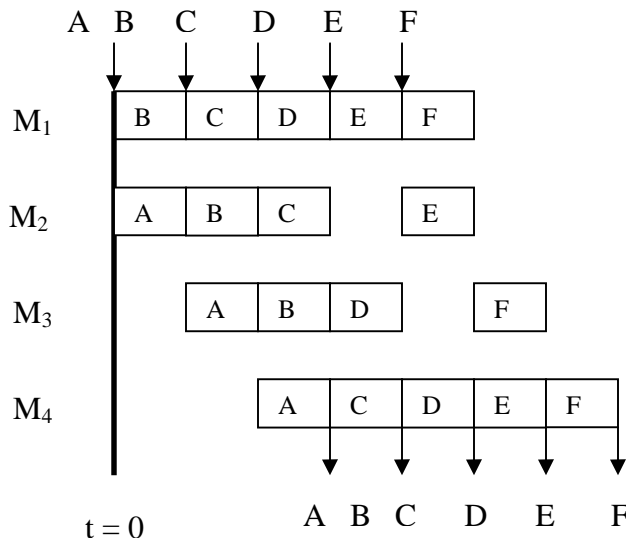 A B C D E F
M₁ B C D E F
M₂ A B C E
M₃ A B D F
M₄ A C D E F
A B C D E F
t = 0